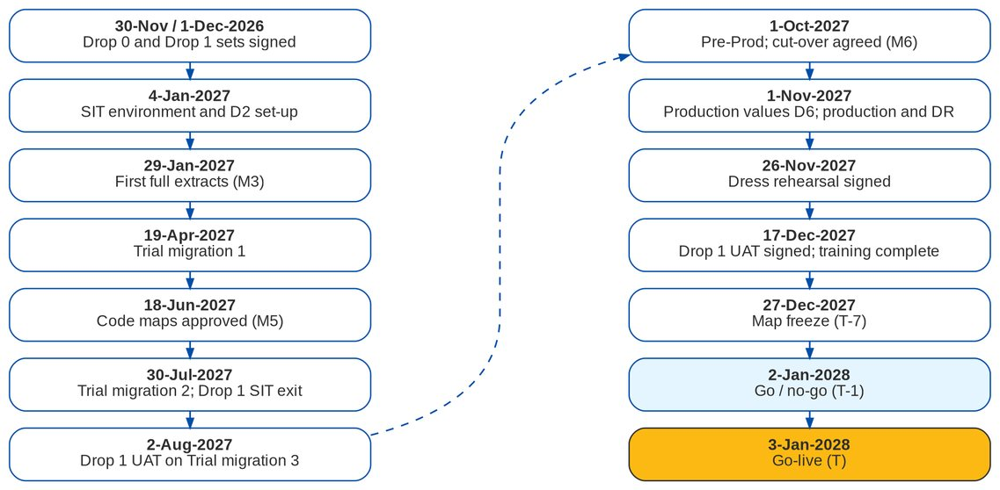 30-Nov / 1-Dec-2026
Drop 0 and Drop 1 sets signed
4-Jan-2027
SIT environment and D2 set-up
29-Jan-2027
First full extracts (M3)
19-Apr-2027
Trial migration 1
18-Jun-2027
Code maps approved (M5)
30-Jul-2027
Trial migration 2; Drop 1 SIT exit
2-Aug-2027
Drop 1 UAT on Trial migration 3
1-Oct-2027
Pre-Prod; cut-over agreed (M6)
1-Nov-2027
Production values D6; production and DR
26-Nov-2027
Dress rehearsal signed
17-Dec-2027
Drop 1 UAT signed; training complete
27-Dec-2027
Map freeze (T-7)
2-Jan-2028
Go / no-go (T-1)
3-Jan-2028
Go-live (T)